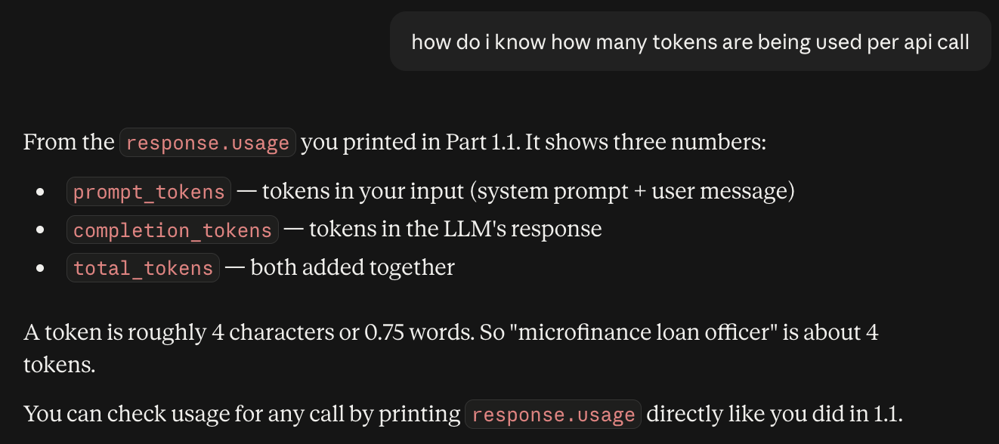 how do i know how many tokens are being used per api call
From the response.usage you printed in Part 1.1. It shows three numbers:
• prompt_tokens — tokens in your input (system prompt + user message)
• completion_tokens — tokens in the LLM's response
• total_tokens — both added together
A token is roughly 4 characters or 0.75 words. So "microfinance loan officer" is about 4
tokens.
You can check usage for any call by printing response.usage directly like you did in 1.1.